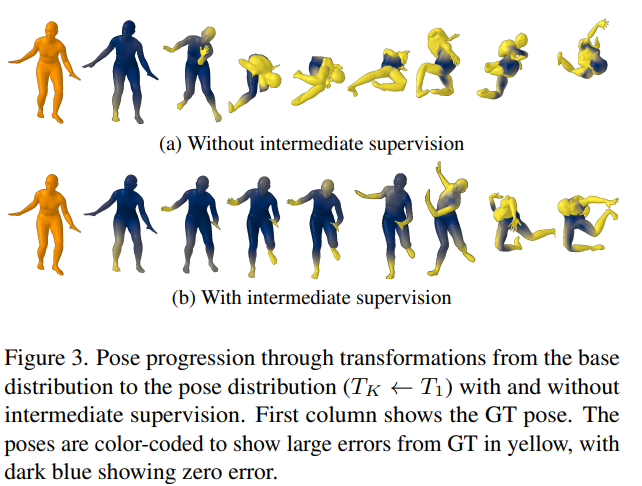 (a) Without intermediate supervision
(b) With intermediate supervision
Figure 3. Pose progression through transformations from the base
distribution to the pose distribution (T_K ← T_1) with and without
intermediate supervision. First column shows the GT pose. The
poses are color-coded to show large errors from GT in yellow, with
dark blue showing zero error.